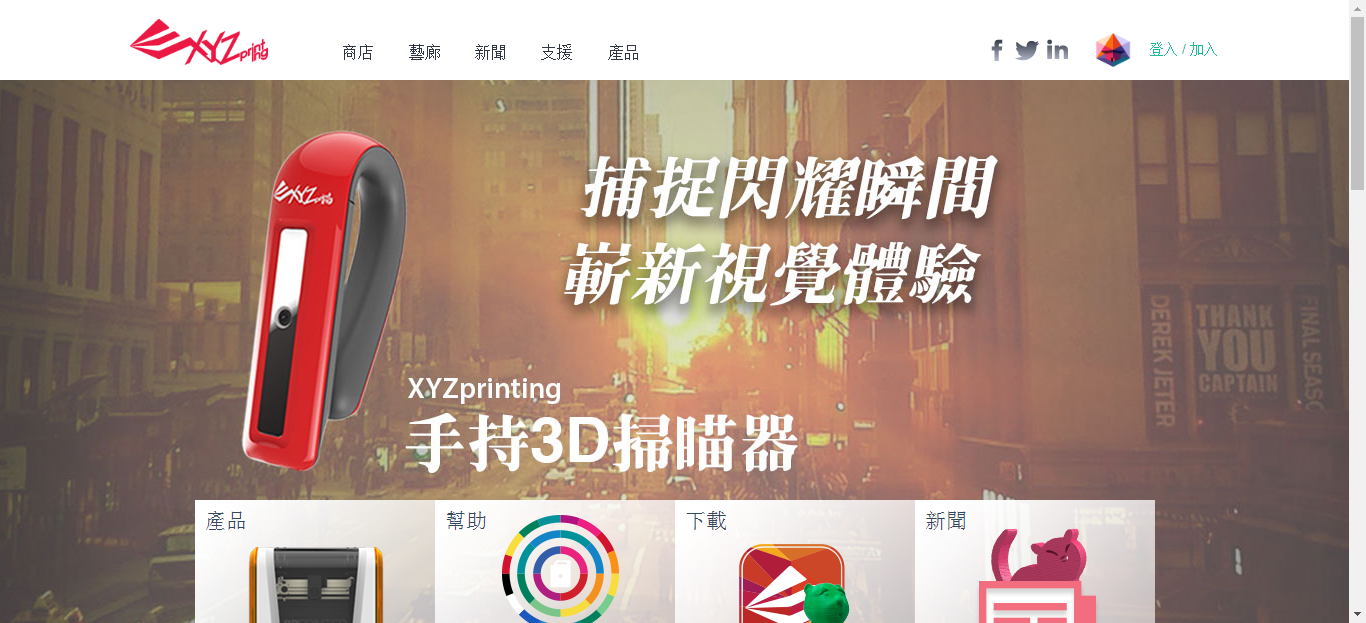 XYZprinting
商店 藝廊 新聞 支援 產品
登入 / 加入
XYZprinting
捕捉閃耀瞬間
嶄新視覺體驗
XYZprinting
手持3D掃瞄器
DEREK JETER
THANK
YOU
CAPTAIN
FINAL SEASO
產品 幫助 下載 新聞